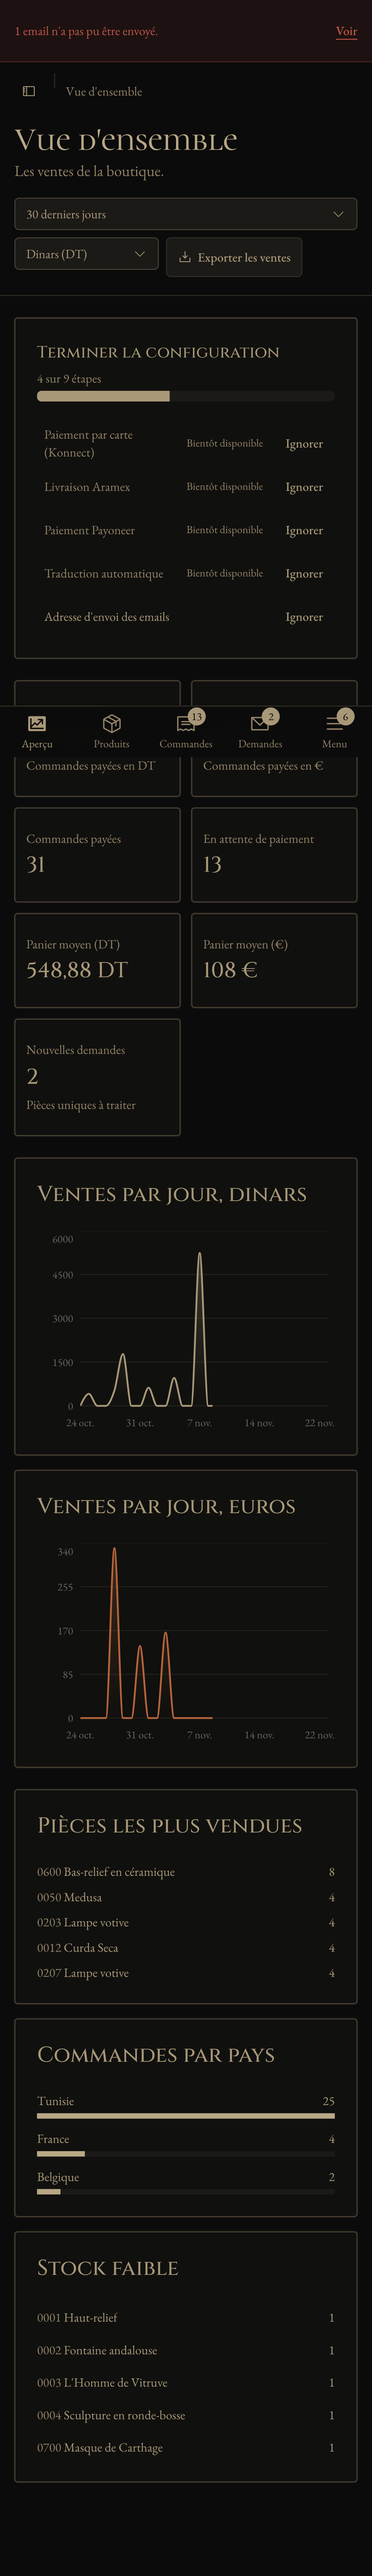 1 email n'a pas pu être envoyé. Voir
Vue d'ensemble
Vue d'ensemble
Les ventes de la boutique.
30 derniers jours
Dinars (DT) Exporter les ventes
Terminer la configuration
4 sur 9 étapes
Paiement par carte
(Konnect) Bientôt disponible Ignorer
Livraison Aramex Bientôt disponible Ignorer
Paiement Payoneer Bientôt disponible Ignorer
Traduction automatique Bientôt disponible Ignorer
Adresse d'envoi des emails Ignorer
13 2 6
Aperçu Produits Commandes Demandes Menu
Commandes payées en DT Commandes payées en €
Commandes payées En attente de paiement
31 13
Panier moyen (DT) Panier moyen (€)
548,88 DT 108 €
Nouvelles demandes
2
Pièces uniques à traiter
Ventes par jour, dinars
6000
4500
3000
1500
0
24 oct. 31 oct. 7 nov. 14 nov. 22 nov.
Ventes par jour, euros
340
255
170
85
0
24 oct. 31 oct. 7 nov. 14 nov. 22 nov.
Pièces les plus vendues
0600 Bas-relief en céramique 8
0050 Medusa 4
0203 Lampe votive 4
0012 Curda Seca 4
0207 Lampe votive 4
Commandes par pays
Tunisie 25
France 4
Belgique 2
Stock faible
0001 Haut-relief 1
0002 Fontaine andalouse 1
0003 L'Homme de Vitruve 1
0004 Sculpture en ronde-bosse 1
0700 Masque de Carthage 1